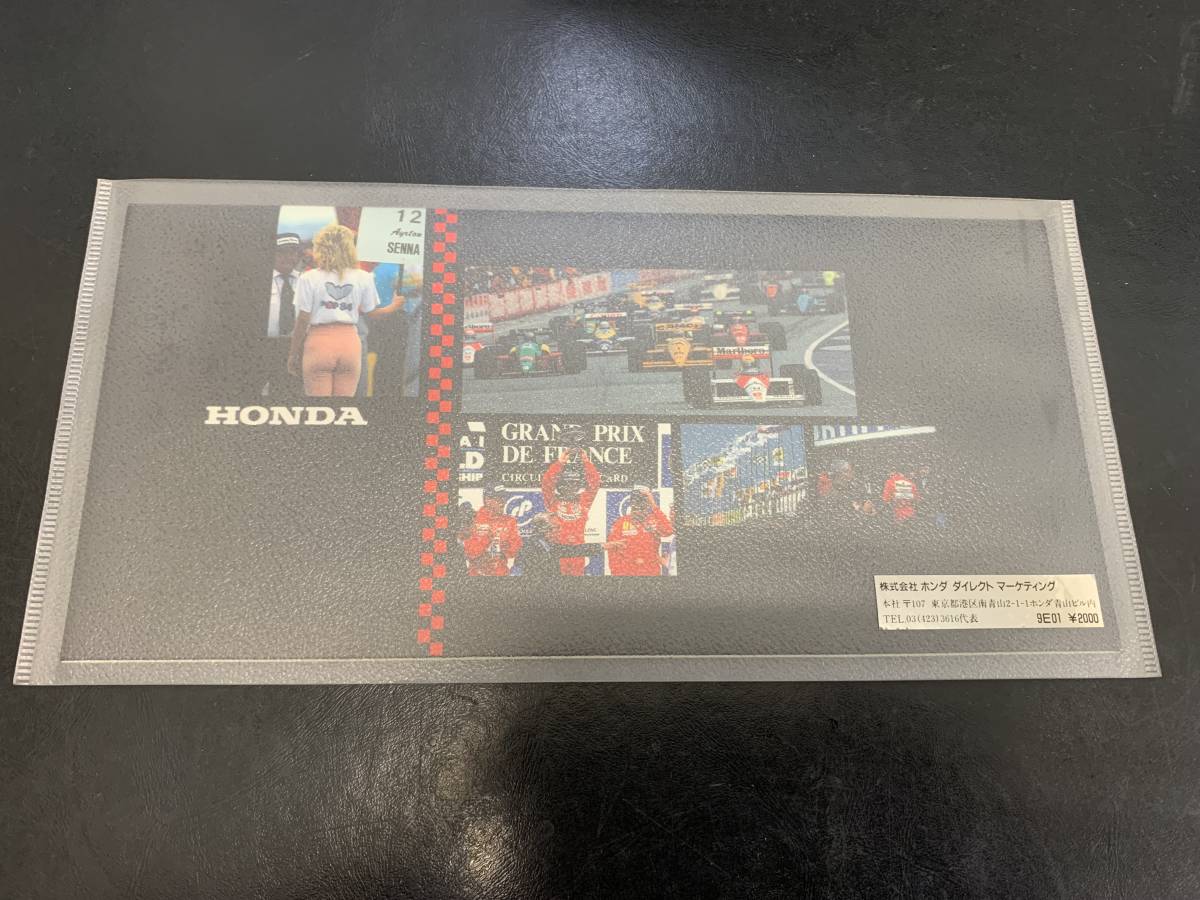 12
Ayrton
SENNA
HONDA
Marlboro
GRAND PRIX
DE FRANCE
株式会社 ホンダ ダイレクト マーケティング
本社 〒107 東京都港区南青山2-1-1ホンダ青山ビル内
TEL.03(423)3616代表
9E01 ¥2000